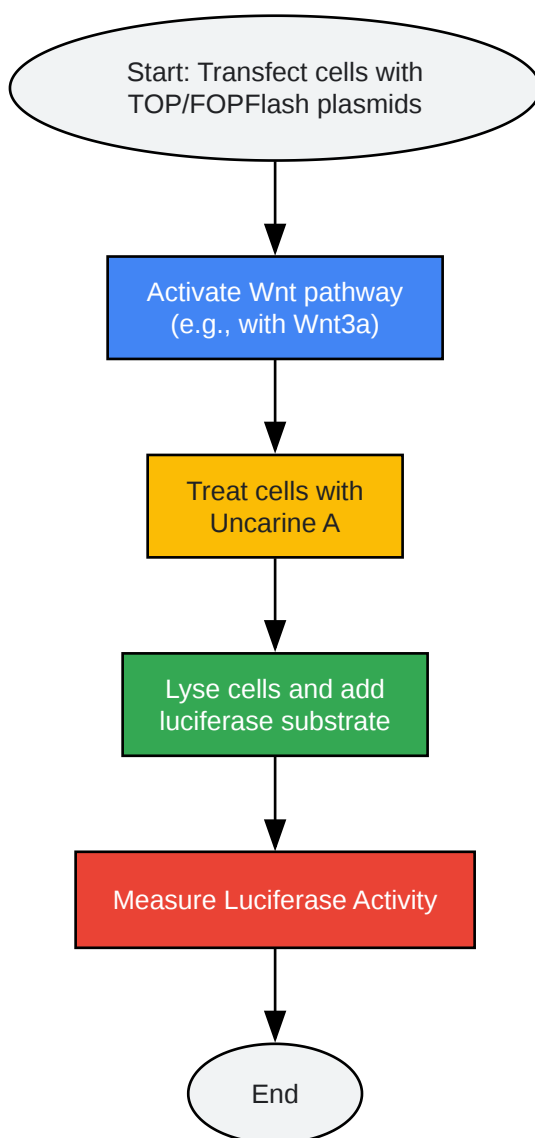 Start: Transfect cells with
TOP/FOPFlash plasmids
Activate Wnt pathway
(e.g., with Wnt3a)
Treat cells with
Uncarine A
Lyse cells and add
luciferase substrate
Measure Luciferase Activity
End